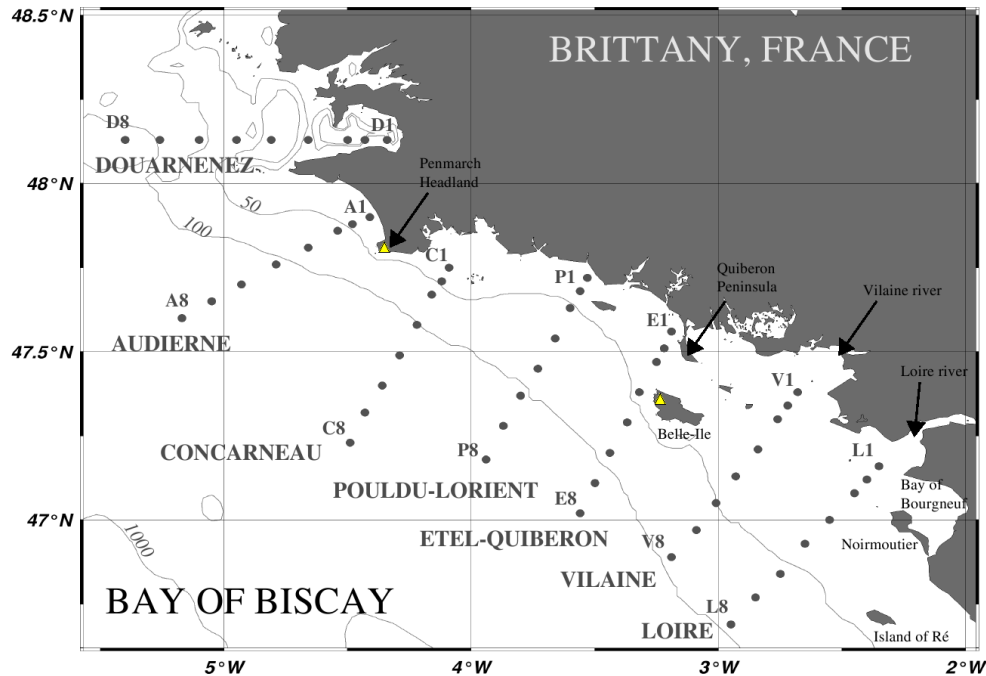 48.5°N
BRITTANY, FRANCE
D8
D1
DOUARNENEZ
Penmarch
Headland
48°N
50
A1
100
C1
Quiberon
Peninsula
P1
Vilaine river
A8
E1
AUDIERNE
47.5°N
Loire river
V1
C8
Belle-Ile
CONCARNEAU
P8
L1
POULDU-LORIENT
Bay of
Bourgneuf
E8
47°N
ETEL-QUIBERON
1000
V8
Noirmoutier
VILAINE
BAY OF BISCAY
L8
LOIRE
Island of Ré
5°W
4°W
3°W
2°W